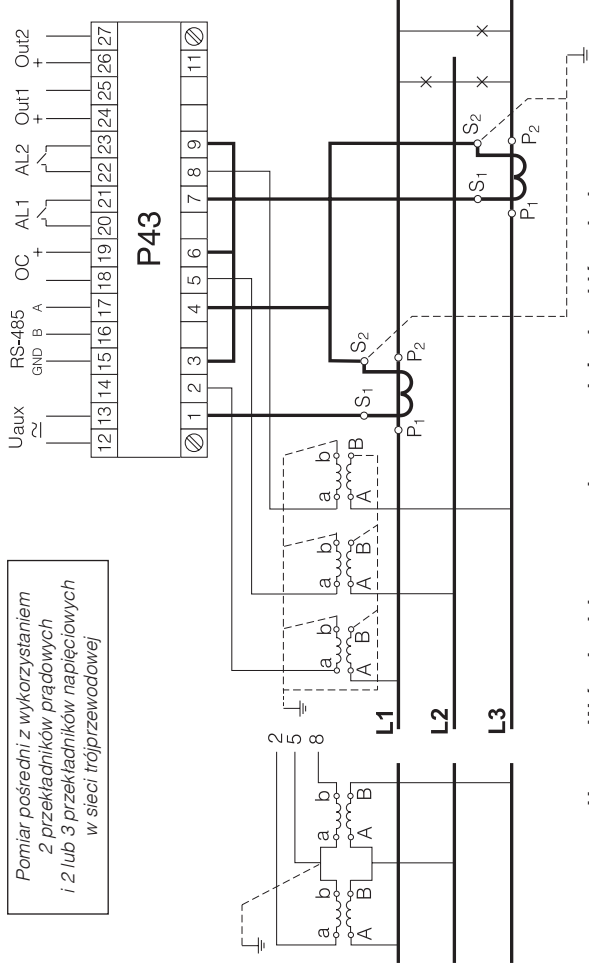 Pomiar pośredni z wykorzystaniem
2 przekładników prądowych
i 2 lub 3 przekładników napięciowych
w sieci trójprzewodowej
Uaux RS-485 OC AL1 AL2 Out1 Out2
GND B A + + +
12 13 14 15 16 17 18 19 20 21 22 23 24 25 26 27
P43
1 2 3 4 5 6 7 8 9 11
2
5
8
a b a b
A B A B
a b a b a b
A B A B A B
S1 S2
P1 P2
S1 S2
P1 P2
L1
L2
L3